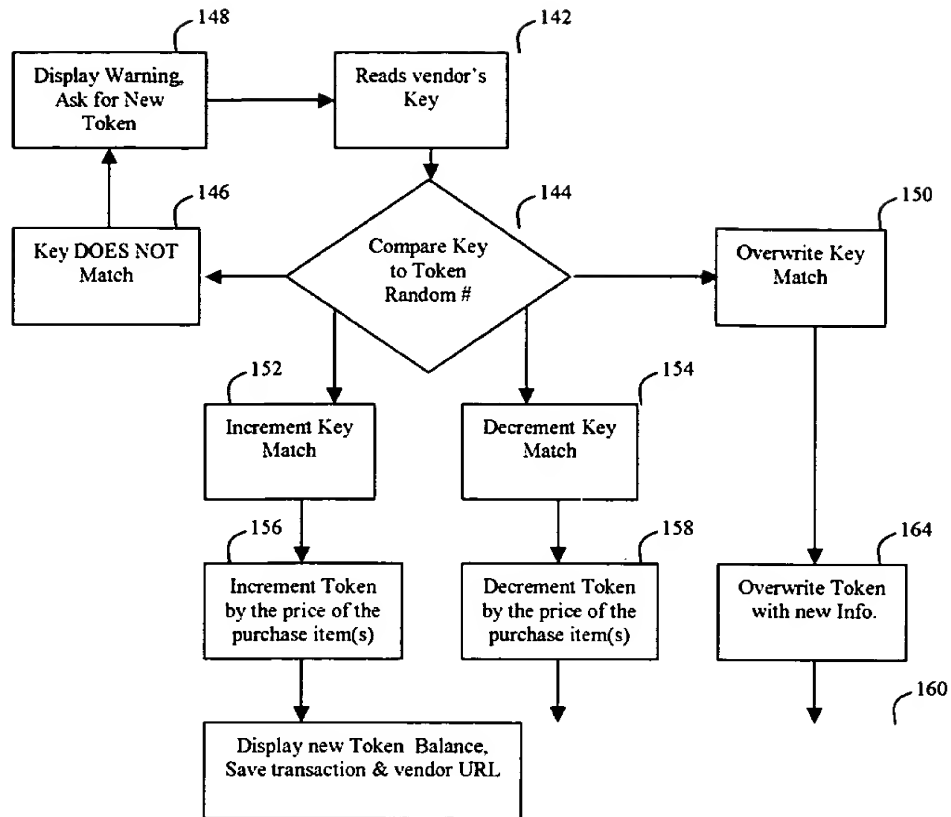 148
142
Display Warning,
Ask for New
Token
Reads vendor's
Key
146
144
150
Key DOES NOT
Match
Compare Key
to Token
Random #
Overwrite Key
Match
152
154
Increment Key
Match
Decrement Key
Match
156
158
164
Increment Token
by the price of the
purchase item(s)
Decrement Token
by the price of the
purchase item(s)
Overwrite Token
with new Info.
160
Display new Token Balance,
Save transaction & vendor URL